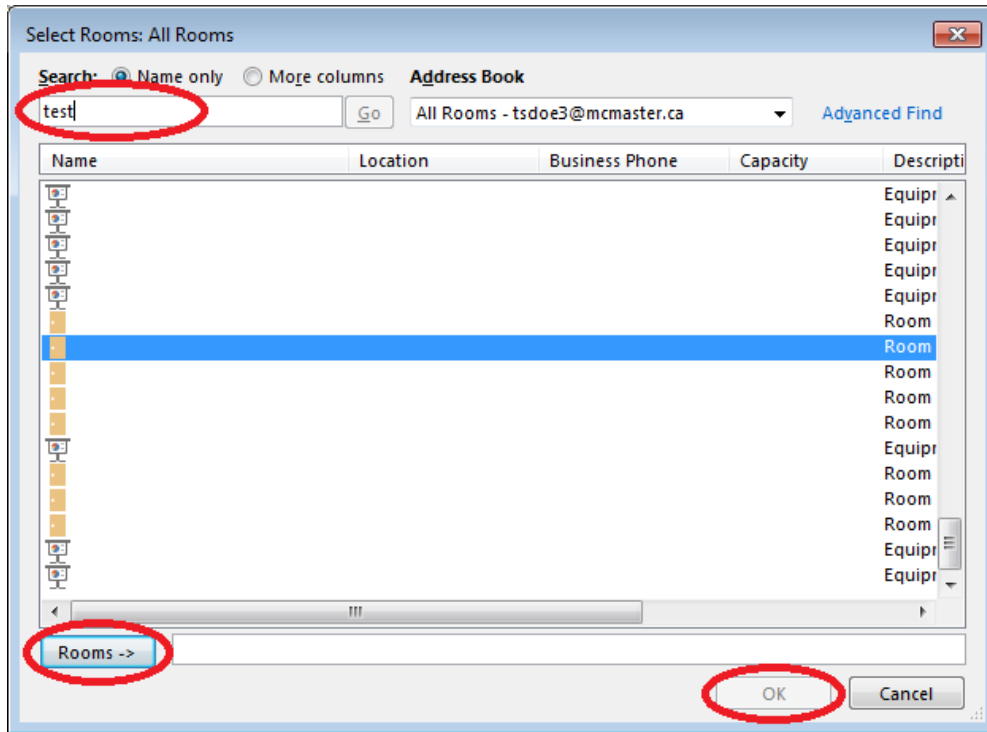 Select Rooms: All Rooms
Search: Name only More columns Address Book
test Go All Rooms - tsdoe3@mcmaster.ca Advanced Find
Name Location Business Phone Capacity Descripti
Equipr
Equipr
Equipr
Equipr
Equipr
Room
Room
Room
Room
Room
Equipr
Room
Room
Room
Equipr
Equipr
Rooms ->
OK Cancel